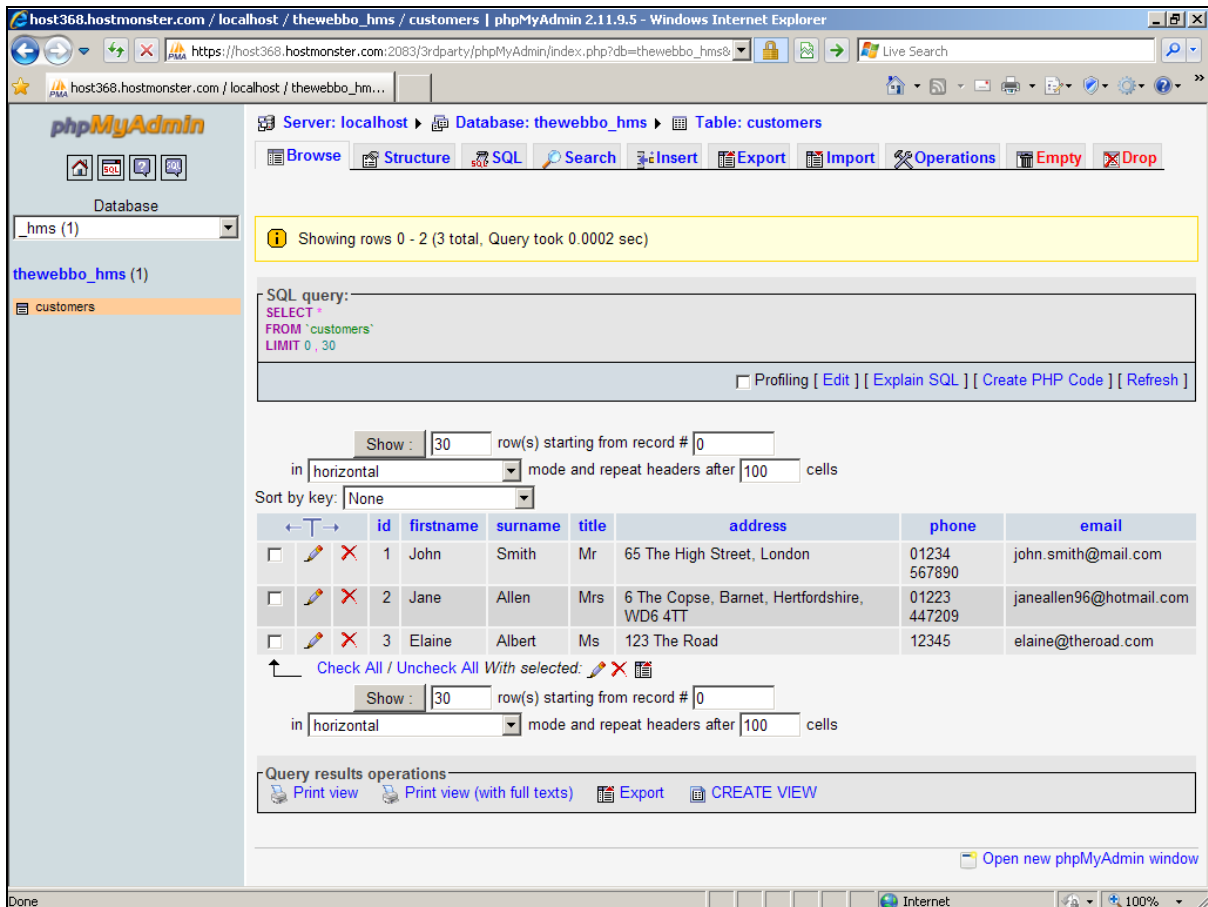 host368.hostmonster.com / localhost / thewebbo_hms / customers | phpMyAdmin 2.11.9.5 - Windows Internet Explorer
https://host368.hostmonster.com:2083/3rdparty/phpMyAdmin/index.php?db=thewebbo_hms& Live Search
host368.hostmonster.com / localhost / thewebbo_hm... »
phpMyAdmin
Server: localhost Database: thewebbo_hms Table: customers
Browse Structure SQL Search Insert Export Import Operations Empty Drop
Database
_hms (1)
Showing rows 0 - 2 (3 total, Query took 0.0002 sec)
thewebbo_hms (1)
customers
SQL query:
SELECT *
FROM `customers`
LIMIT 0 , 30
Profiling [ Edit ] [ Explain SQL ] [ Create PHP Code ] [ Refresh ]
Show : 30 row(s) starting from record # 0
in horizontal mode and repeat headers after 100 cells
Sort by key: None
←T→ id firstname surname title address phone email
1 John Smith Mr 65 The High Street, London 01234 567890 john.smith@mail.com
2 Jane Allen Mrs 6 The Copse, Barnet, Hertfordshire, WD6 4TT 01223 447209 janeallen96@hotmail.com
3 Elaine Albert Ms 123 The Road 12345 elaine@theroad.com
Check All / Uncheck All With selected:
Show : 30 row(s) starting from record # 0
in horizontal mode and repeat headers after 100 cells
Query results operations
Print view Print view (with full texts) Export CREATE VIEW
Open new phpMyAdmin window
Done Internet 100%